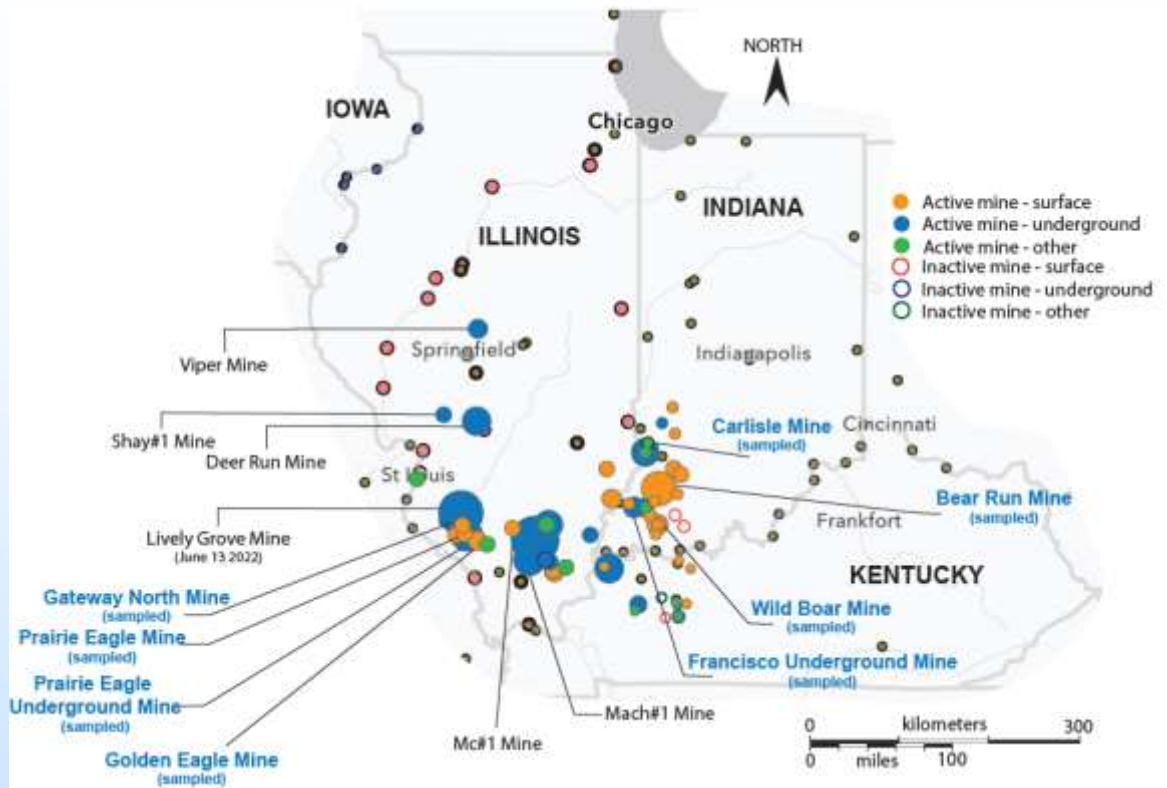 NORTH
IOWA
Chicago
INDIANA
ILLINOIS
Active mine - surface
Active mine - underground
Active mine - other
Inactive mine - surface
Inactive mine - underground
Inactive mine - other
Viper Mine
Springfield
Indianapolis
Shay#1 Mine
Deer Run Mine
Carlisle Mine
(sampled)
Cincinnati
St Louis
Bear Run Mine
(sampled)
Lively Grove Mine
(June 13 2022)
Frankfort
KENTUCKY
Gateway North Mine
(sampled)
Wild Boar Mine
(sampled)
Prairie Eagle Mine
(sampled)
Francisco Underground Mine
(sampled)
Prairie Eagle
Underground Mine
(sampled)
Mach#1 Mine
Mc#1 Mine
Golden Eagle Mine
(sampled)
0 kilometers 300
0 miles 100